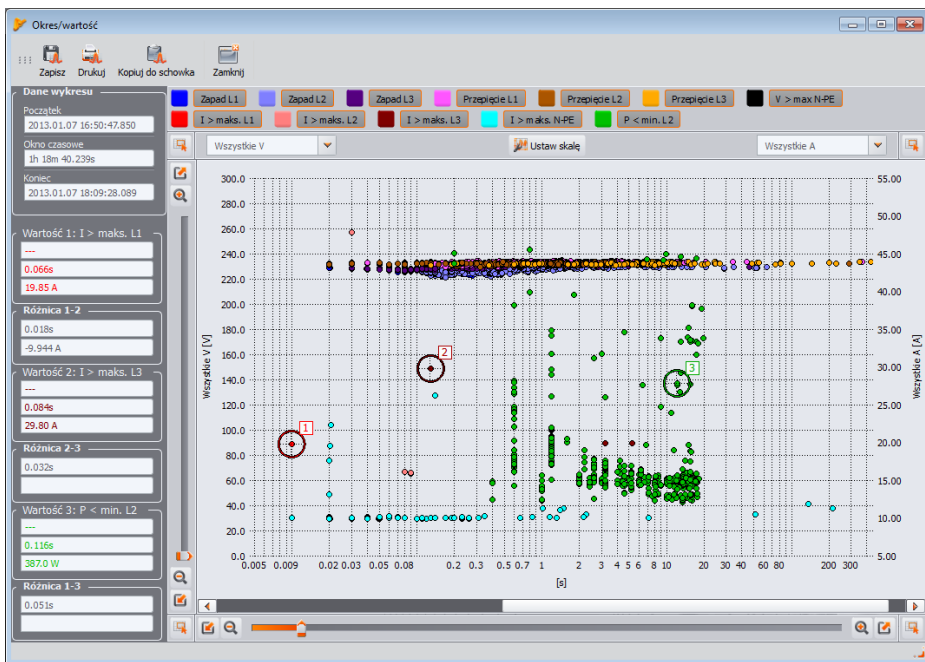 Okres/wartość
Zapisz Drukuj Kopiuj do schowka Zamknij
Dane wykresu
Początek
2013.01.07 16:50:47.850
Okno czasowe
1h 18m 40.239s
Koniec
2013.01.07 18:09:28.089
Wartość 1: I > maks. L1
---
0.066s
19.85 A
Różnica 1-2
0.018s
-9.944 A
Wartość 2: I > maks. L3
---
0.084s
29.80 A
Różnica 2-3
0.032s
Wartość 3: P < min. L2
---
0.116s
387.0 W
Różnica 1-3
0.051s
Zapad L1 Zapad L2 Zapad L3 Przepięcie L1 Przepięcie L2 Przepięcie L3 V > max N-PE
I > maks. L1 I > maks. L2 I > maks. L3 I > maks. N-PE P < min. L2
Wszystkie V Ustaw skalę Wszystkie A
300.0 55.00
280.0
260.0 50.00
240.0 45.00
220.0
200.0 40.00
180.0 35.00
160.0
140.0 30.00
120.0 25.00
100.0
80.0 20.00
60.0 15.00
40.0 10.00
20.0
0.0 5.00
Wszystkie V [V]
Wszystkie A [A]
1
2
3
0.005 0.009 0.02 0.03 0.05 0.08 0.2 0.3 0.5 0.7 1 2 3 4 5 6 8 10 20 30 40 60 80 200 300
[s]